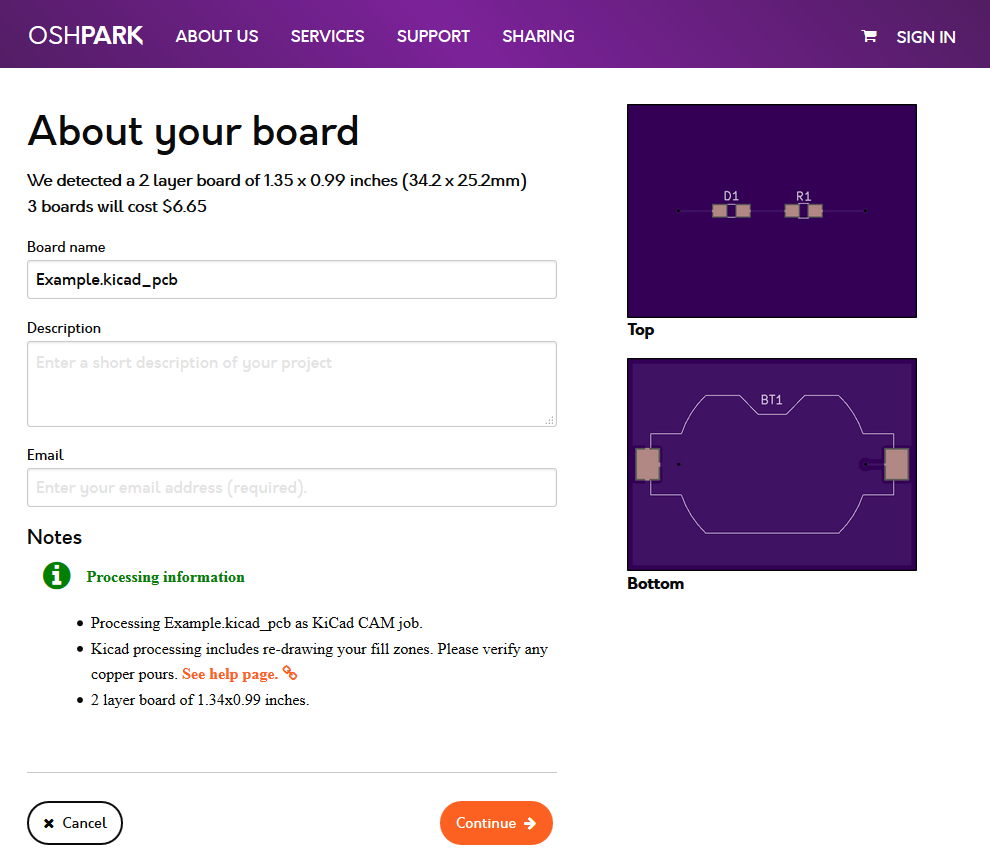 OSHPARK ABOUT US SERVICES SUPPORT SHARING SIGN IN
About your board
We detected a 2 layer board of 1.35 x 0.99 inches (34.2 x 25.2mm)
3 boards will cost $6.65
Board name
Example.kicad_pcb
Description
Enter a short description of your project
Email
Enter your email address (required).
Notes
Processing information
Processing Example.kicad_pcb as KiCad CAM job.
Kicad processing includes re-drawing your fill zones. Please verify any
copper pours. See help page.
2 layer board of 1.34x0.99 inches.
Cancel
Continue
D1 R1
Top
BT1
Bottom